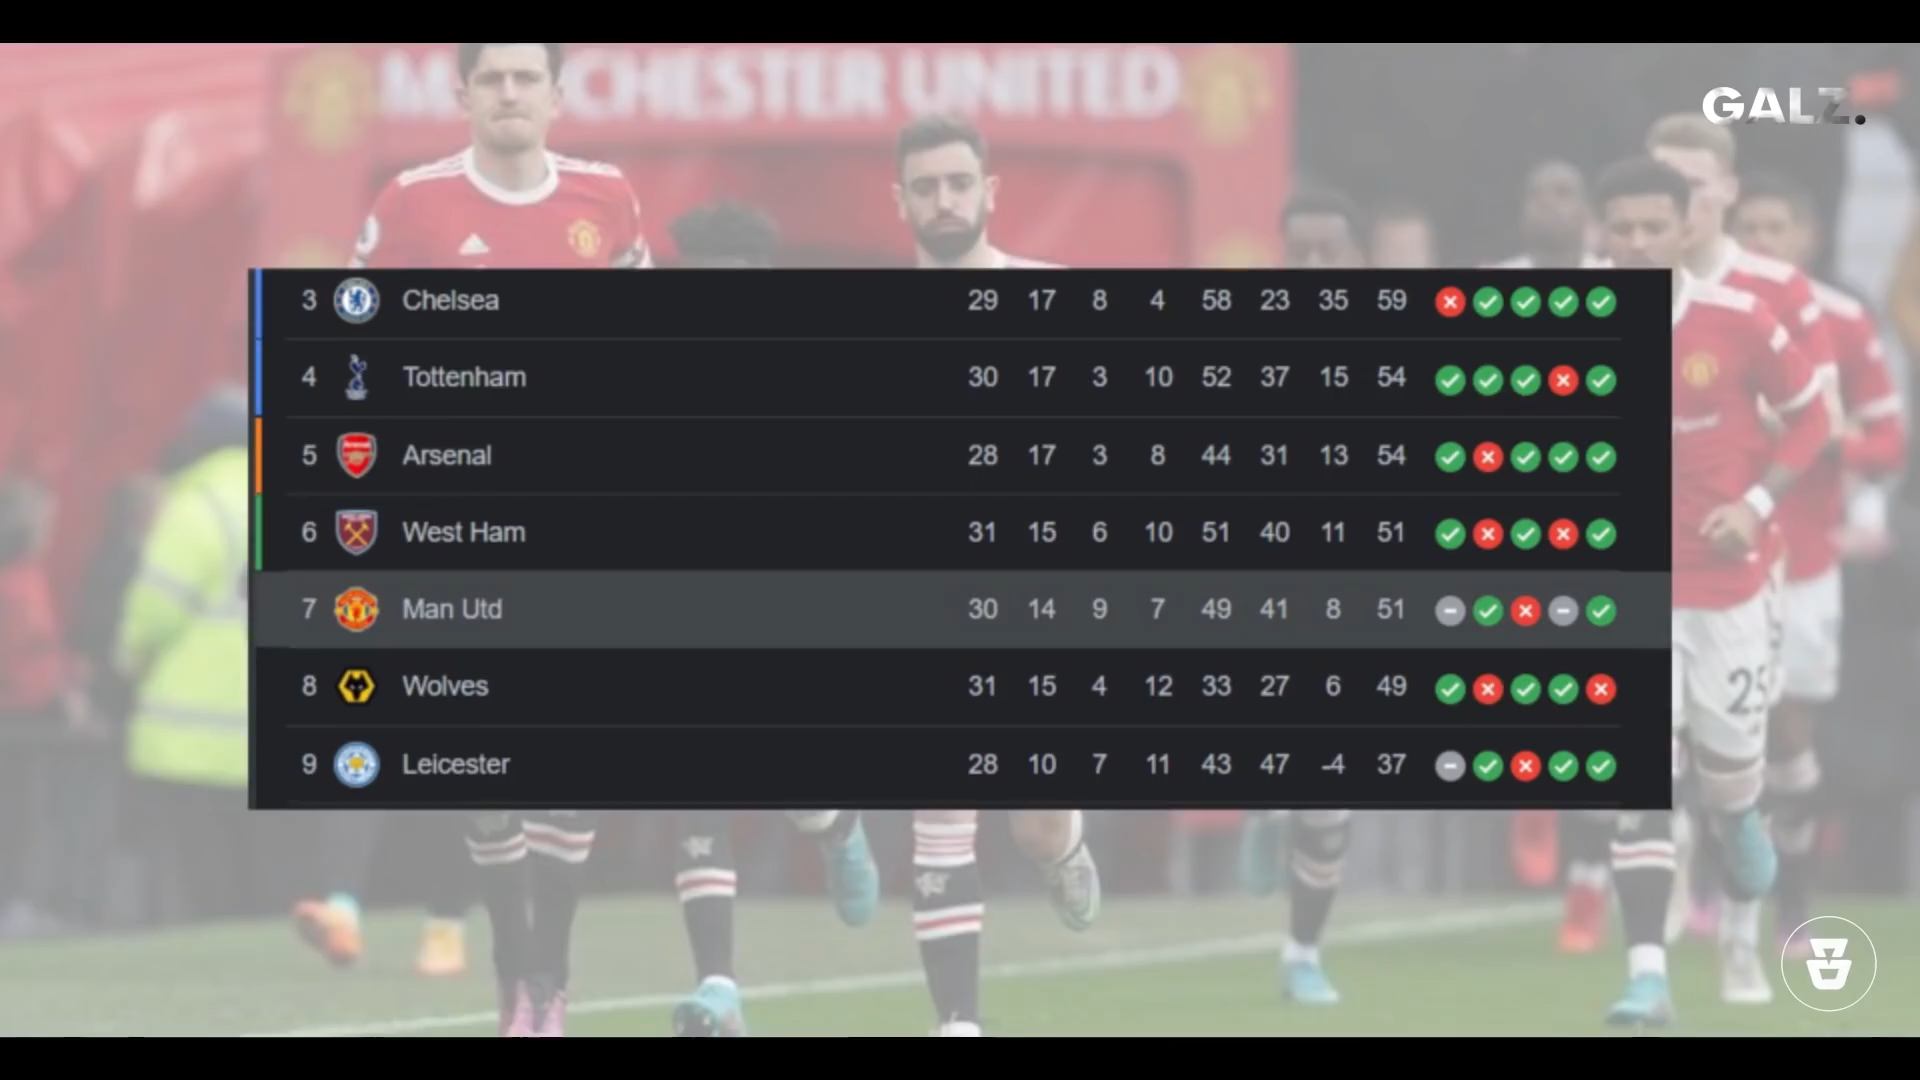 MANCHESTER UNITED
GALZ.
3 Chelsea 29 17 8 4 58 23 35 59
4 Tottenham 30 17 3 10 52 37 15 54
5 Arsenal 28 17 3 8 44 31 13 54
6 West Ham 31 15 6 10 51 40 11 51
7 Man Utd 30 14 9 7 49 41 8 51
8 Wolves 31 15 4 12 33 27 6 49
9 Leicester 28 10 7 11 43 47 -4 37
25